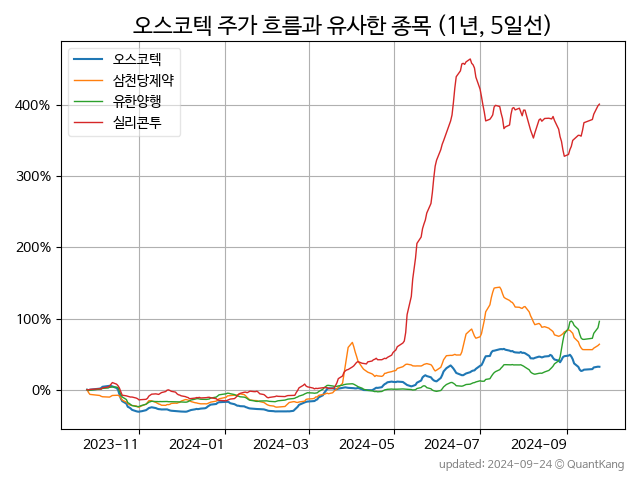 오스코텍 주가 흐름과 유사한 종목 (1년, 5일선)
오스코텍
삼천당제약
유한양행
실리콘투
400%
300%
200%
100%
0%
2023-11 2024-01 2024-03 2024-05 2024-07 2024-09
updated: 2024-09-24 © QuantKang